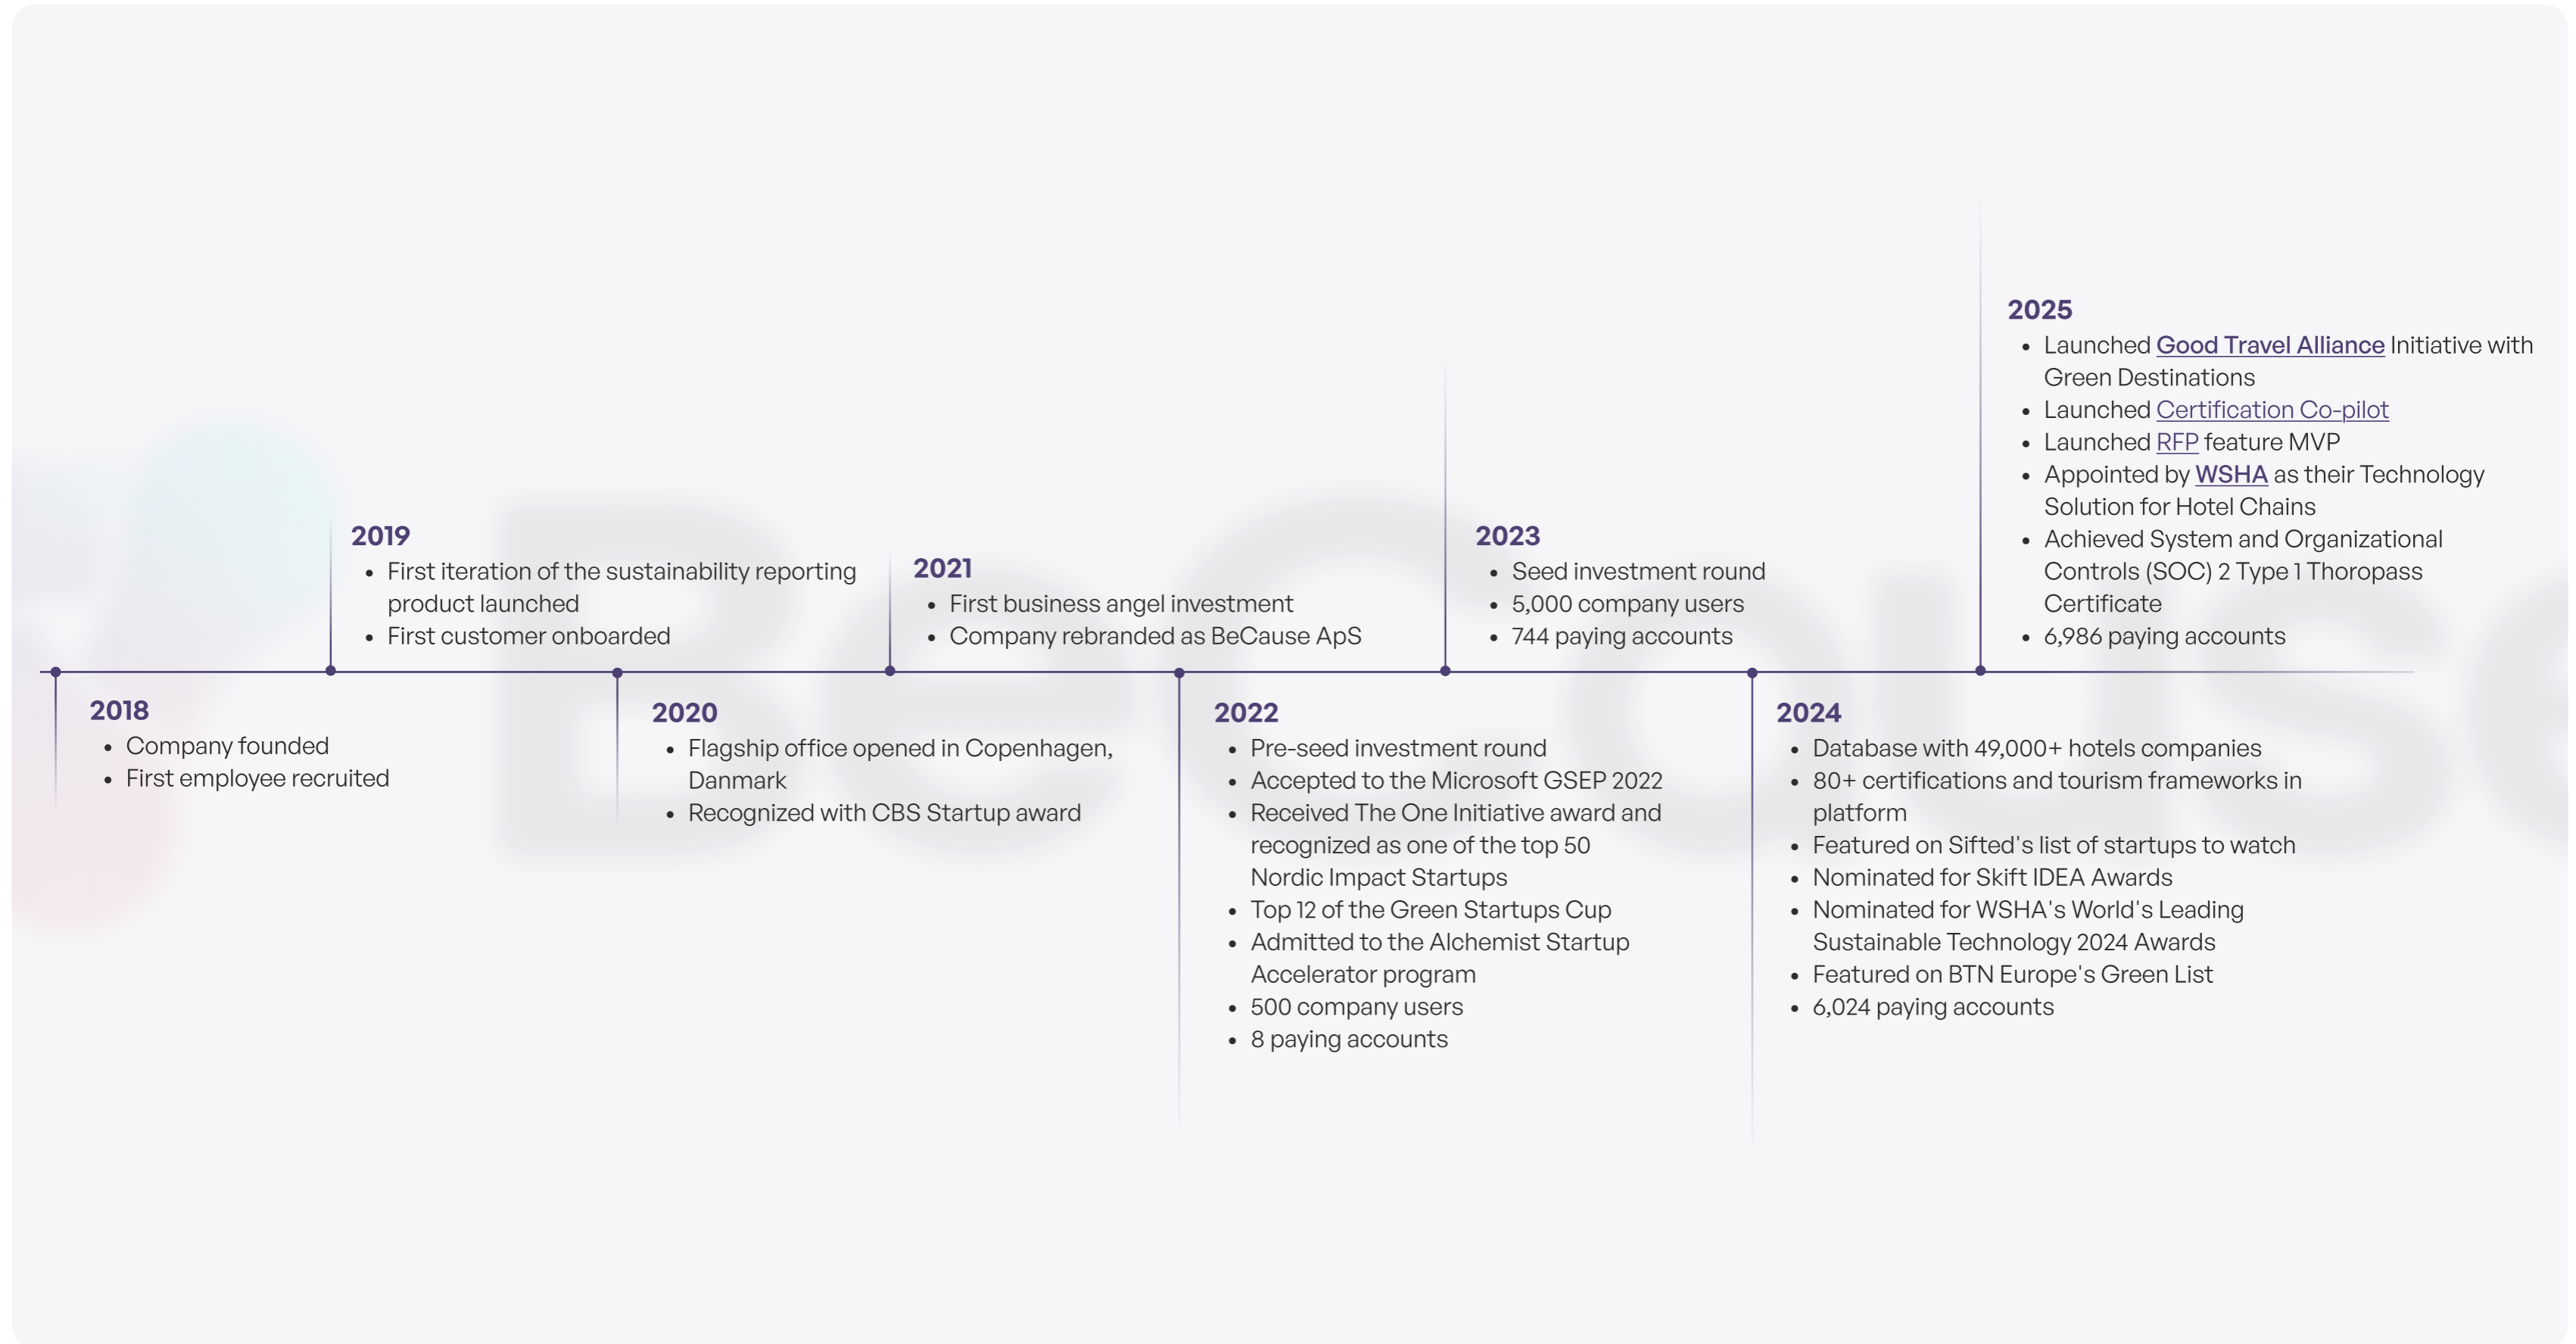 2018
• Company founded
• First employee recruited
2019
• First iteration of the sustainability reporting
product launched
• First customer onboarded
2020
• Flagship office opened in Copenhagen,
Danmark
• Recognized with CBS Startup award
2021
• First business angel investment
• Company rebranded as BeCause ApS
2022
• Pre-seed investment round
• Accepted to the Microsoft GSEP 2022
• Received The One Initiative award and
recognized as one of the top 50
Nordic Impact Startups
• Top 12 of the Green Startups Cup
• Admitted to the Alchemist Startup
Accelerator program
• 500 company users
• 8 paying accounts
2023
• Seed investment round
• 5,000 company users
• 744 paying accounts
2024
• Database with 49,000+ hotels companies
• 80+ certifications and tourism frameworks in
platform
• Featured on Sifted's list of startups to watch
• Nominated for Skift IDEA Awards
• Nominated for WSHA's World's Leading
Sustainable Technology 2024 Awards
• Featured on BTN Europe's Green List
• 6,024 paying accounts
2025
• Launched Good Travel Alliance Initiative with
Green Destinations
• Launched Certification Co-pilot
• Launched RFP feature MVP
• Appointed by WSHA as their Technology
Solution for Hotel Chains
• Achieved System and Organizational
Controls (SOC) 2 Type 1 Thoropass
Certificate
• 6,986 paying accounts
BeCause